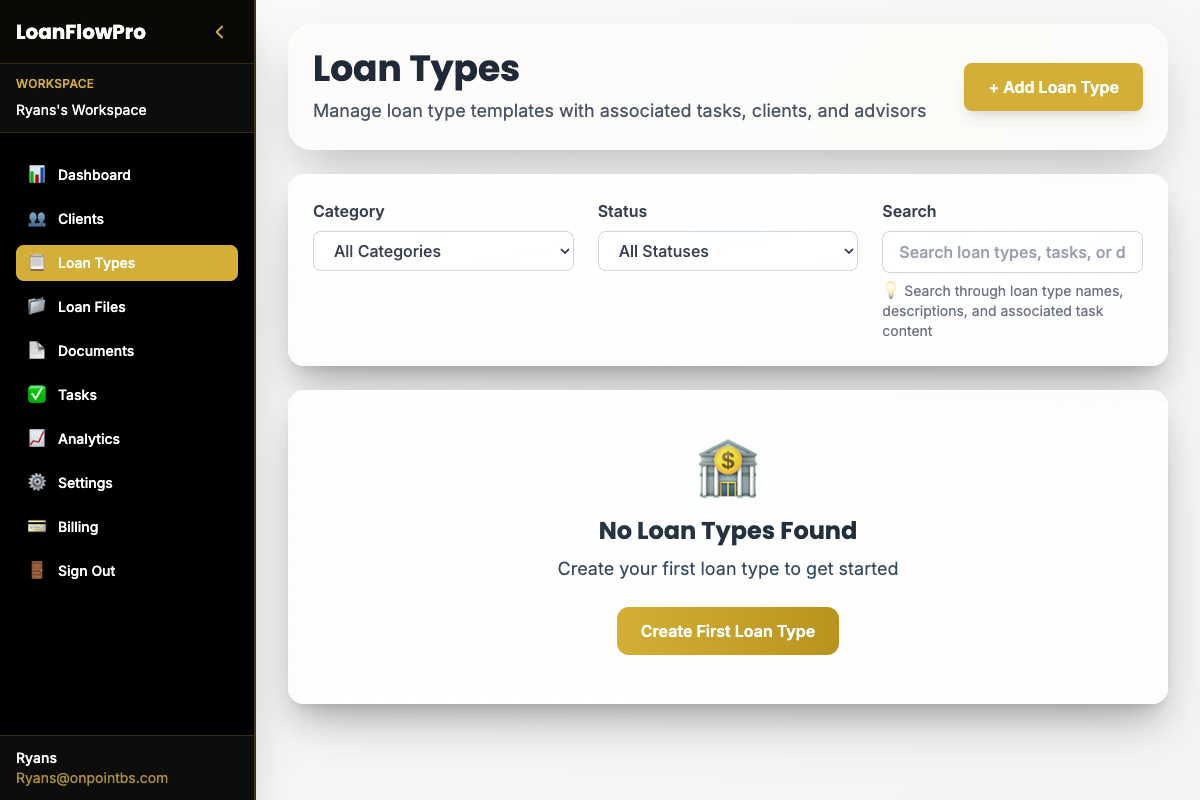 LoanFlowPro
WORKSPACE
Ryans's Workspace
Dashboard
Clients
Loan Types
Loan Files
Documents
Tasks
Analytics
Settings
Billing
Sign Out
Ryans
Ryans@onpointbs.com
Loan Types
Manage loan type templates with associated tasks, clients, and advisors
+ Add Loan Type
Category
All Categories
Status
All Statuses
Search
Search loan types, tasks, or d
Search through loan type names,
descriptions, and associated task
content
No Loan Types Found
Create your first loan type to get started
Create First Loan Type